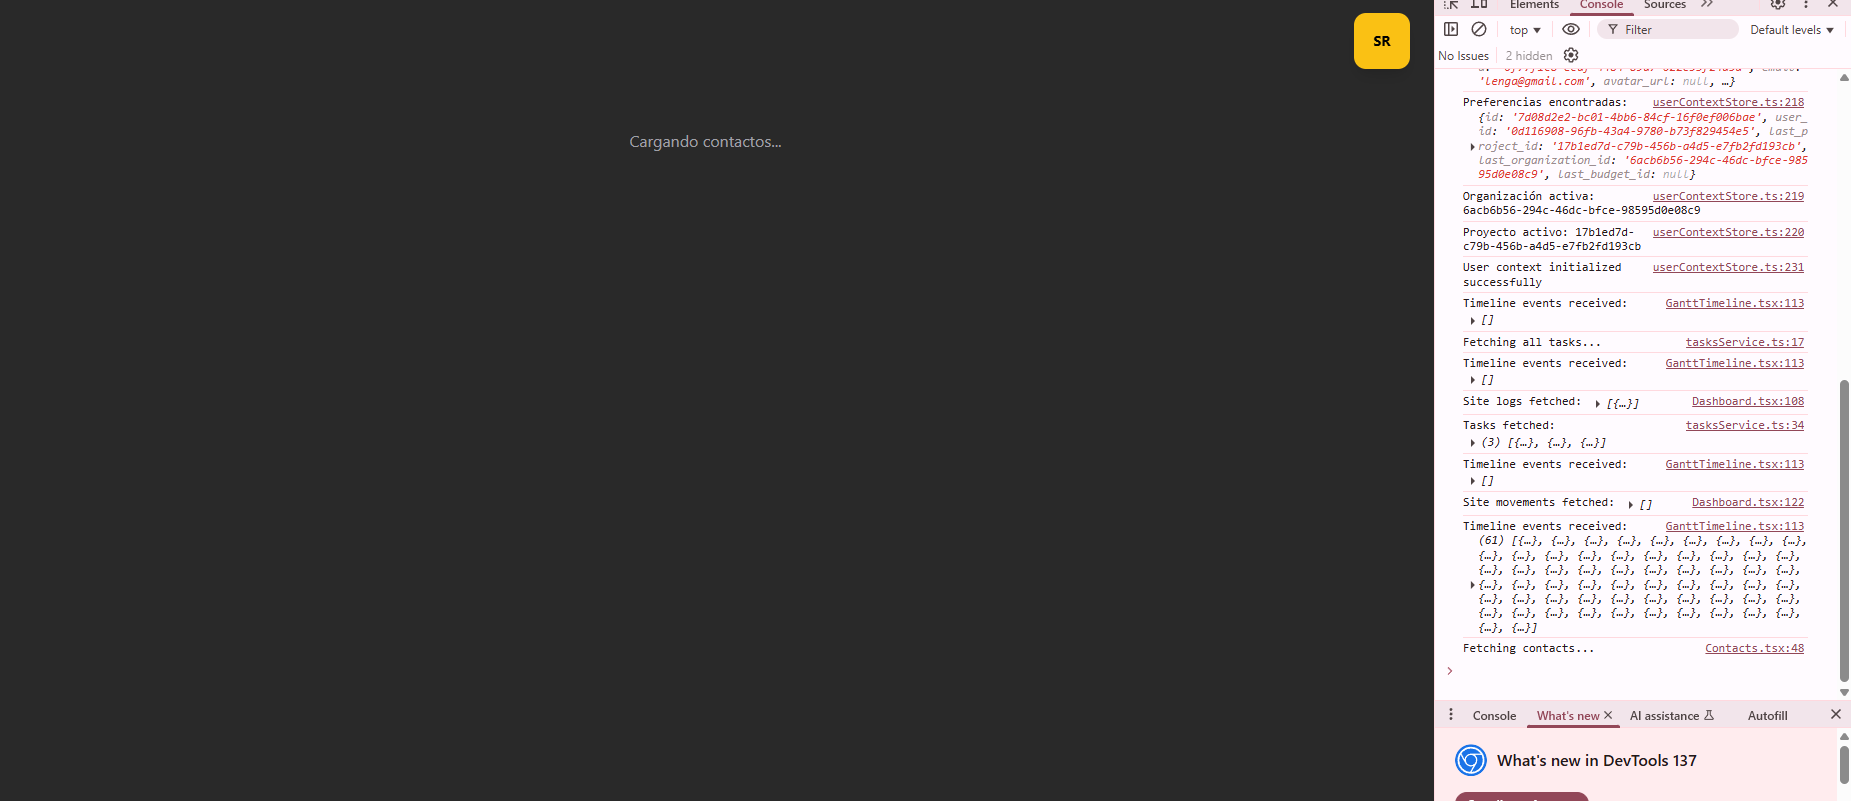 SR
Cargando contactos...
Elements Console Sources
top Filter Default levels
No Issues 2 hidden
'lenga@gmail.com', avatar_url: null, …}
Preferencias encontradas: userContextStore.ts:218
{id: '7d08d2e2-bc01-4bb6-84cf-16f0ef006bae', user_
id: '0d116908-96fb-43a4-9780-b73f829454e5', last_p
roject_id: '17b1ed7d-c79b-456b-a4d5-e7fb2fd193cb',
last_organization_id: '6acb6b56-294c-46dc-bfce-985
95d0e08c9', last_budget_id: null}
Organización activa: userContextStore.ts:219
6acb6b56-294c-46dc-bfce-98595d0e08c9
Proyecto activo: 17b1ed7d- userContextStore.ts:220
c79b-456b-a4d5-e7fb2fd193cb
User context initialized userContextStore.ts:231
successfully
Timeline events received: GanttTimeline.tsx:113
[]
Fetching all tasks... tasksService.ts:17
Timeline events received: GanttTimeline.tsx:113
[]
Site logs fetched: [{…}] Dashboard.tsx:108
Tasks fetched: tasksService.ts:34
(3) [{…}, {…}, {…}]
Timeline events received: GanttTimeline.tsx:113
[]
Site movements fetched: [] Dashboard.tsx:122
Timeline events received: GanttTimeline.tsx:113
(61) [{…}, {…}, {…}, {…}, {…}, {…}, {…}, {…}, {…},
{…}, {…}, {…}, {…}, {…}, {…}, {…}, {…}, {…}, {…},
{…}, {…}, {…}, {…}, {…}, {…}, {…}, {…}, {…}, {…},
{…}, {…}, {…}, {…}, {…}, {…}, {…}, {…}, {…}, {…},
{…}, {…}, {…}, {…}, {…}, {…}, {…}, {…}, {…}, {…},
{…}, {…}, {…}, {…}, {…}, {…}, {…}, {…}, {…}, {…},
{…}, {…}]
Fetching contacts... Contacts.tsx:48
Console What's new AI assistance Autofill
What's new in DevTools 137